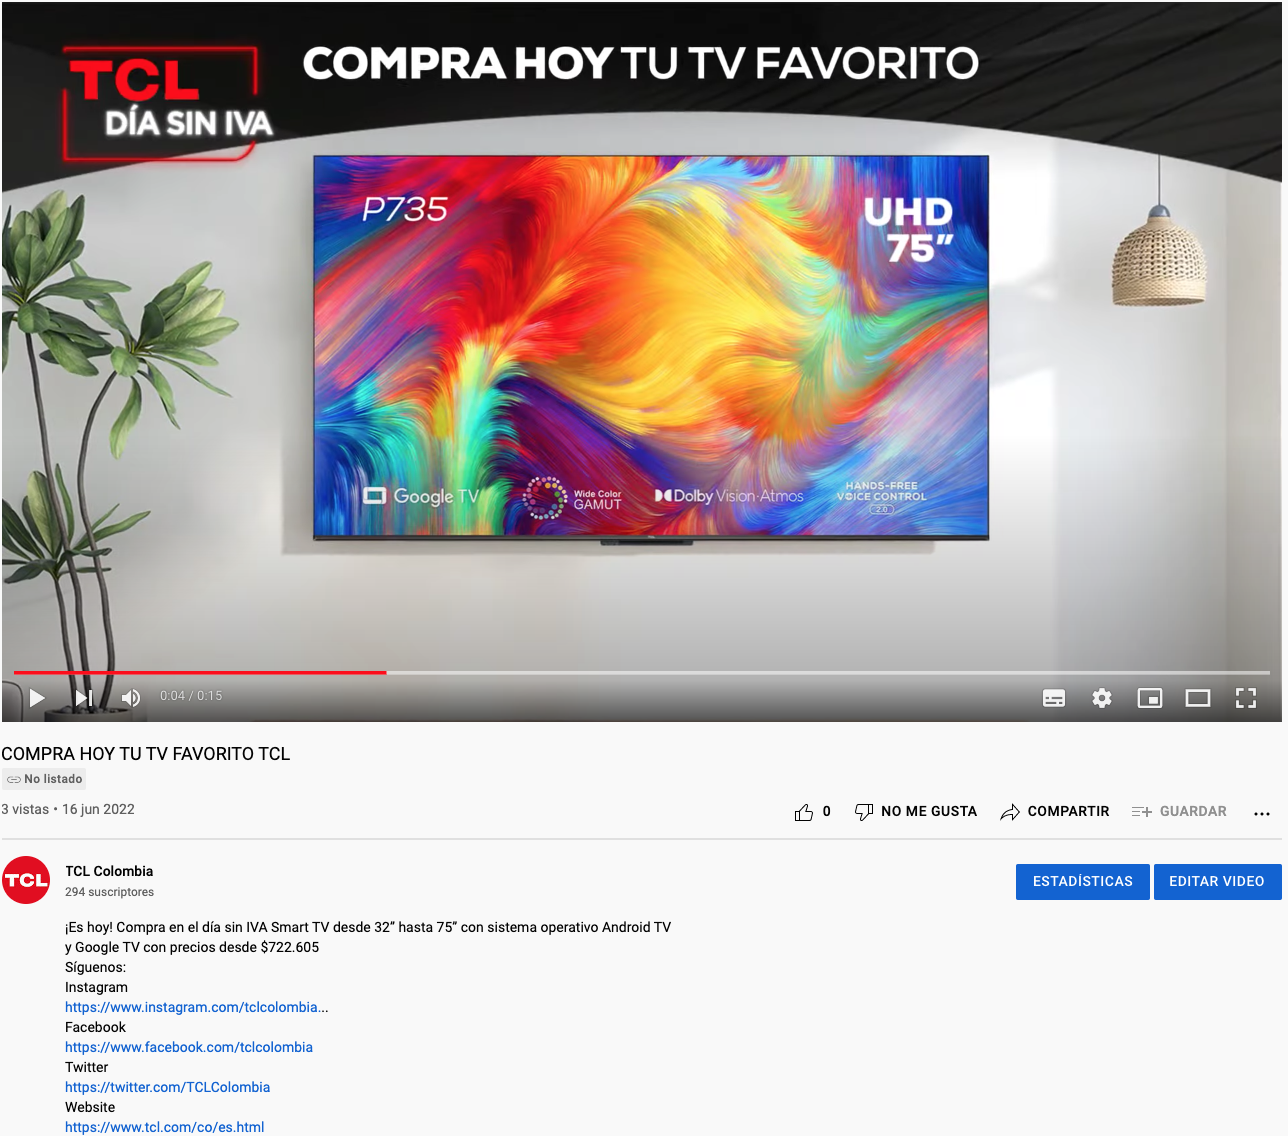 TCL
DÍA SIN IVA
COMPRA HOY TU TV FAVORITO
P735
UHD
75”
Google TV
Wide Color
GAMUT
Dolby Vision·Atmos
HANDS-FREE
VOICE CONTROL
2.0
0:04 / 0:15
COMPRA HOY TU TV FAVORITO TCL
No listado
3 vistas • 16 jun 2022
0
NO ME GUSTA
COMPARTIR
GUARDAR
TCL
TCL Colombia
294 suscriptores
ESTADÍSTICAS
EDITAR VIDEO
¡Es hoy! Compra en el día sin IVA Smart TV desde 32” hasta 75” con sistema operativo Android TV
y Google TV con precios desde $722.605
Síguenos:
Instagram
https://www.instagram.com/tclcolombia...
Facebook
https://www.facebook.com/tclcolombia
Twitter
https://twitter.com/TCLColombia
Website
https://www.tcl.com/co/es.html